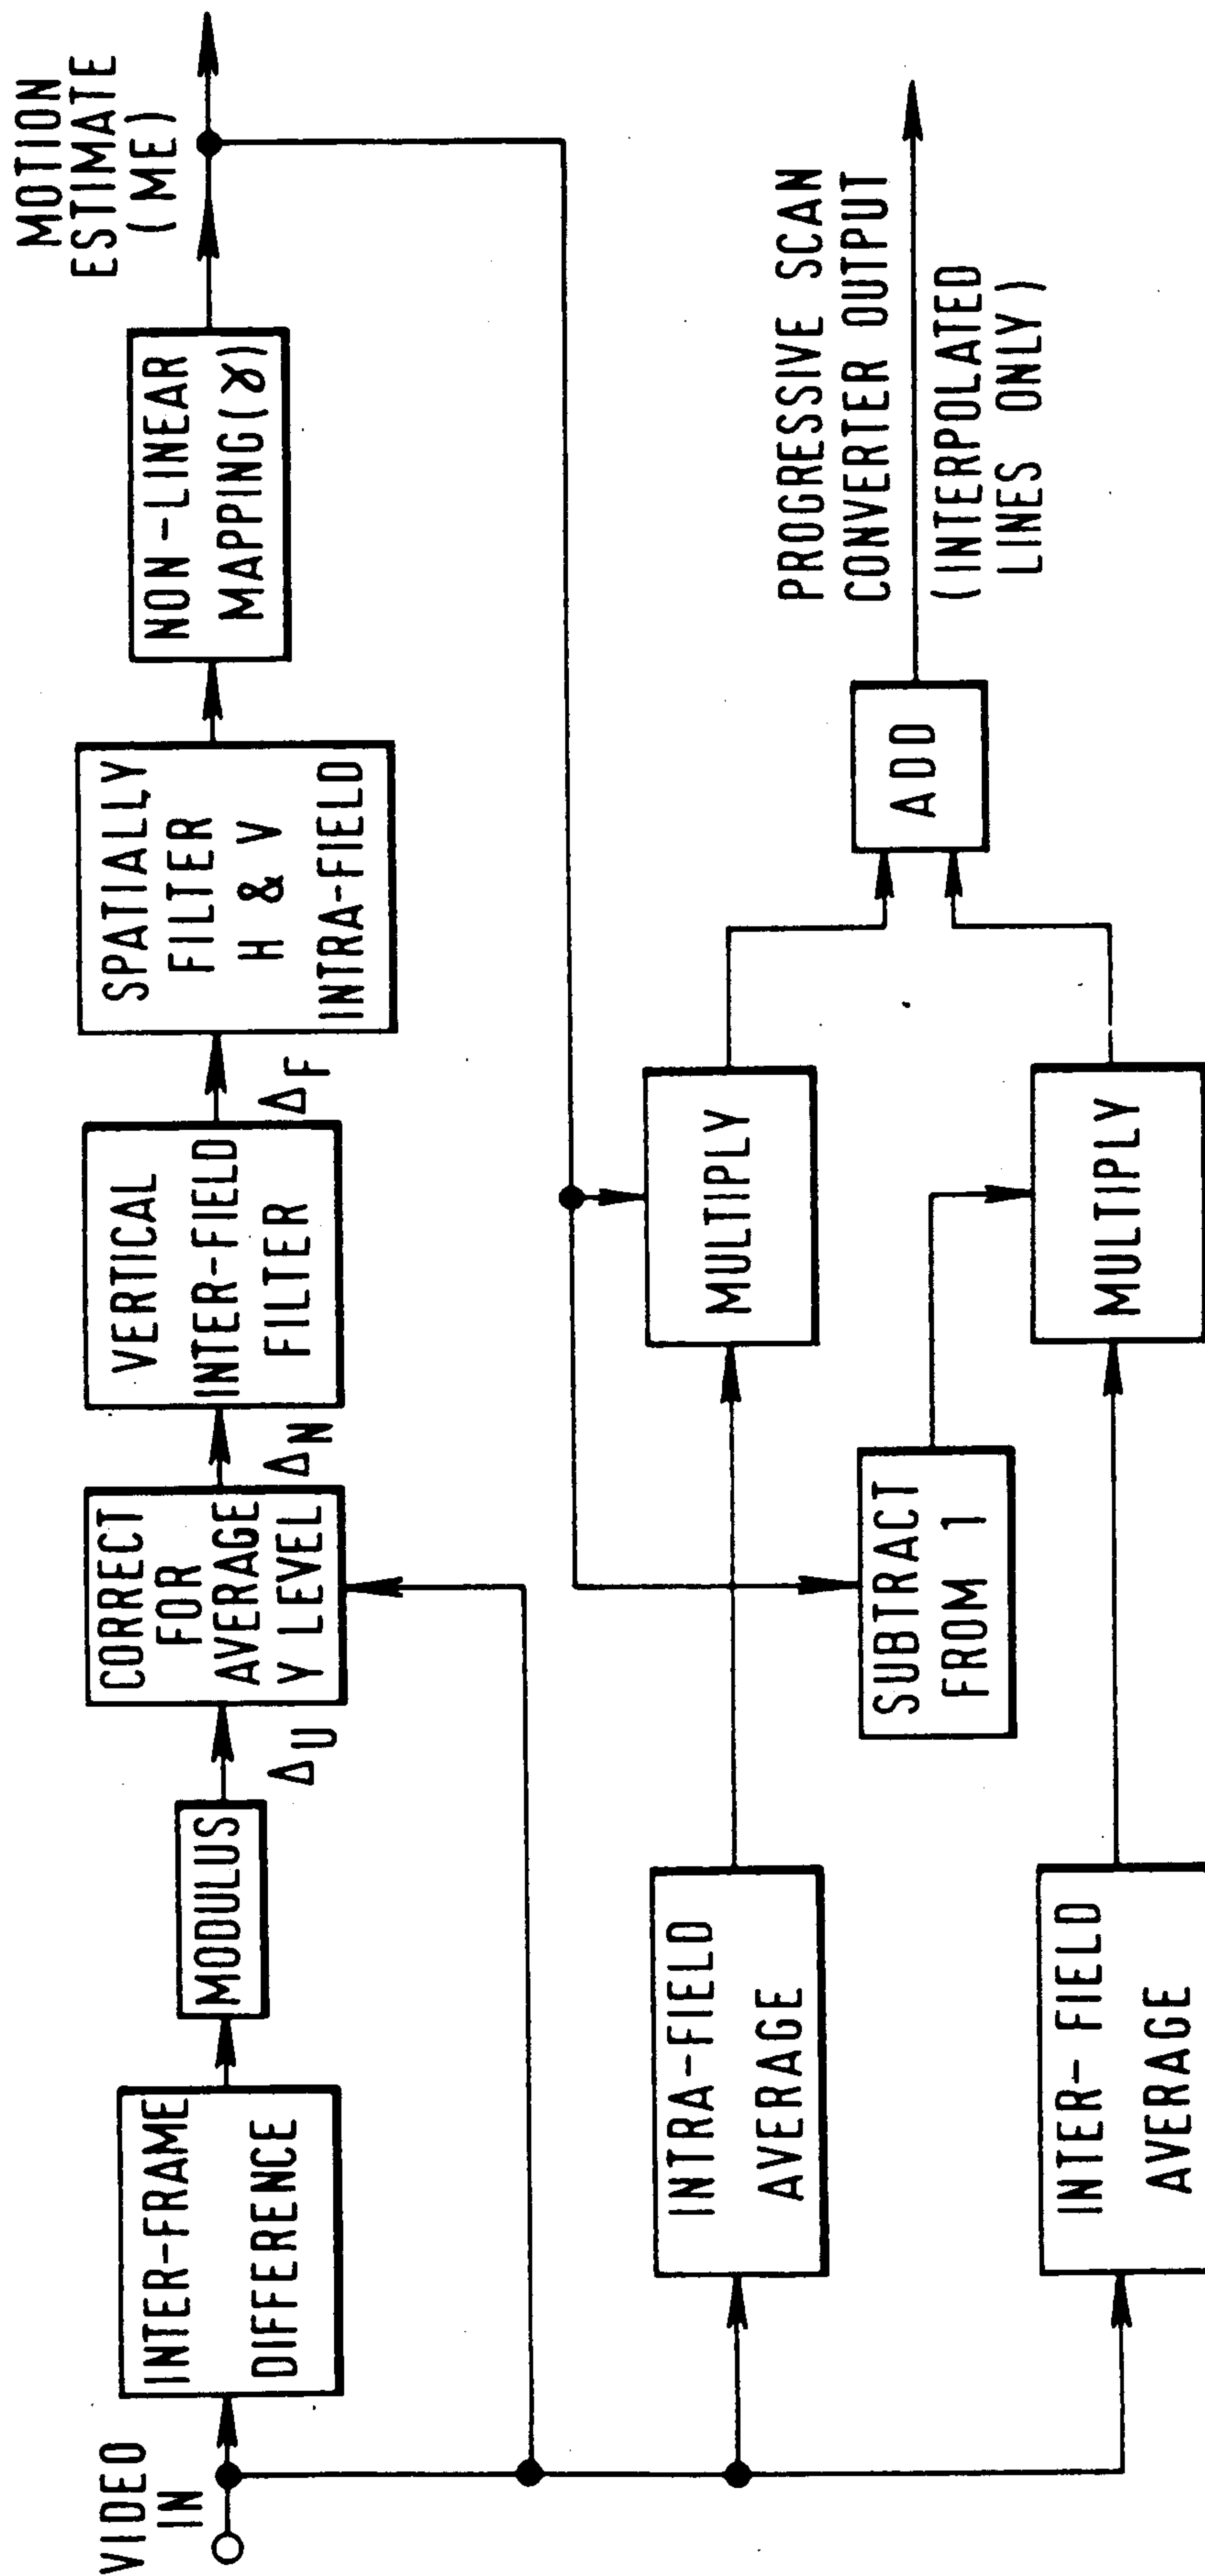 VIDEO
IN
INTER-FRAME
DIFFERENCE
MODULUS
ΔU
CORRECT
FOR
AVERAGE
Y LEVEL
ΔN
VERTICAL
INTER-FIELD
FILTER
ΔF
SPATIALLY
FILTER
H & V
INTRA-FIELD
NON-LINEAR
MAPPING(γ)
MOTION
ESTIMATE
(ME)
INTRA-FIELD
AVERAGE
MULTIPLY
SUBTRACT
FROM 1
INTER-FIELD
AVERAGE
MULTIPLY
ADD
PROGRESSIVE SCAN
CONVERTER OUTPUT
(INTERPOLATED
LINES ONLY)